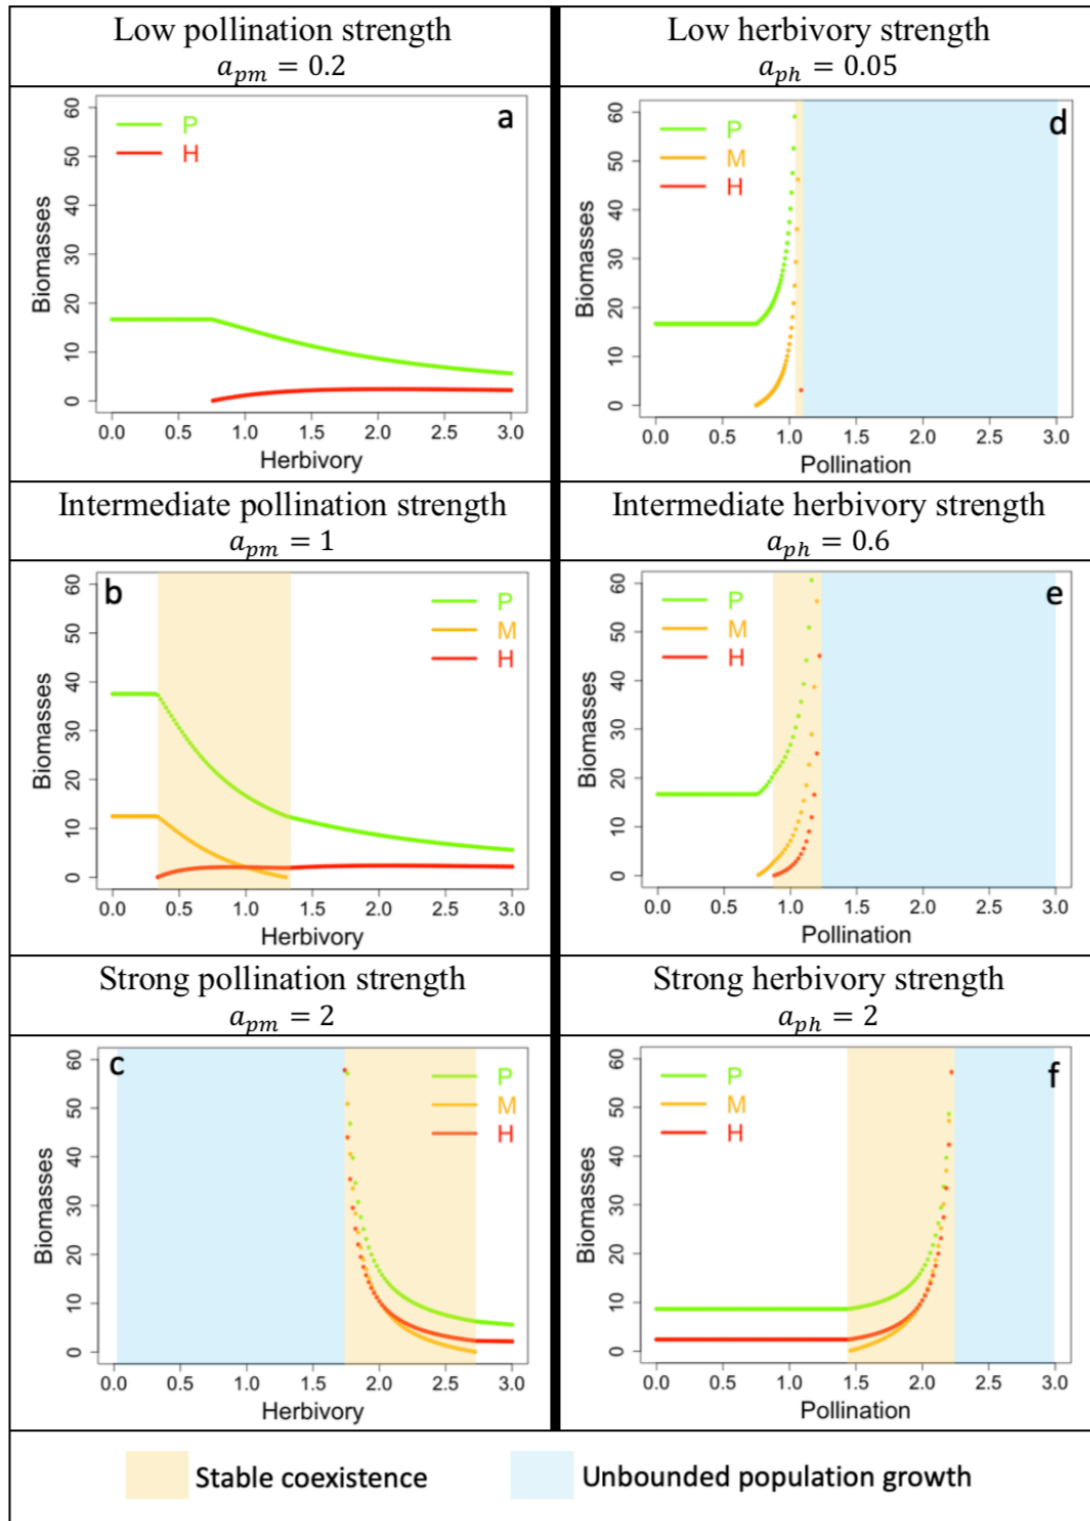 Low pollination strength
a_pm = 0.2
Low herbivory strength
a_ph = 0.05
a
P
H
Biomasses
60
50
40
30
20
10
0
0.0 0.5 1.0 1.5 2.0 2.5 3.0
Herbivory
d
P
M
H
Biomasses
60
50
40
30
20
10
0
0.0 0.5 1.0 1.5 2.0 2.5 3.0
Pollination
Intermediate pollination strength
a_pm = 1
Intermediate herbivory strength
a_ph = 0.6
b
P
M
H
Biomasses
60
50
40
30
20
10
0
0.0 0.5 1.0 1.5 2.0 2.5 3.0
Herbivory
e
P
M
H
Biomasses
60
50
40
30
20
10
0
0.0 0.5 1.0 1.5 2.0 2.5 3.0
Pollination
Strong pollination strength
a_pm = 2
Strong herbivory strength
a_ph = 2
c
P
M
H
Biomasses
60
50
40
30
20
10
0
0.0 0.5 1.0 1.5 2.0 2.5 3.0
Herbivory
f
P
M
H
Biomasses
60
50
40
30
20
10
0
0.0 0.5 1.0 1.5 2.0 2.5 3.0
Pollination
Stable coexistence
Unbounded population growth